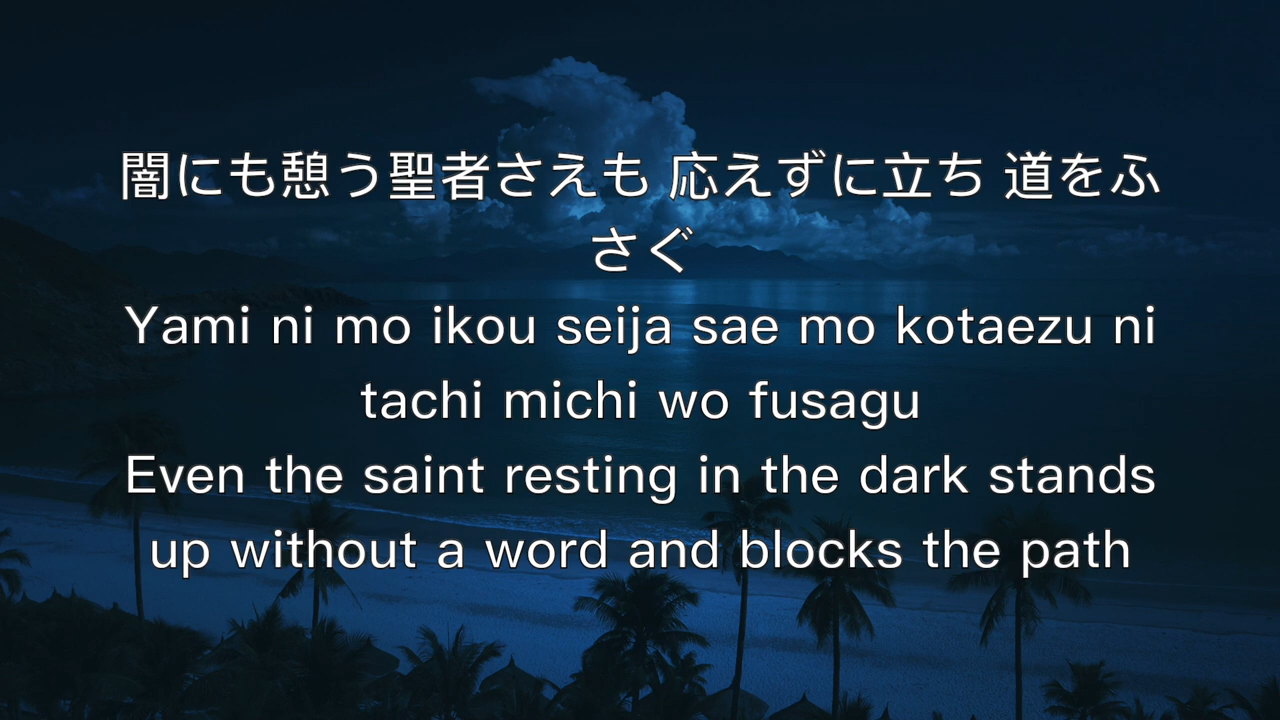 闇にも憩う聖者さえも 応えずに立ち 道をふ
さぐ
Yami ni mo ikou seija sae mo kotaezu ni
tachi michi wo fusagu
Even the saint resting in the dark stands
up without a word and blocks the path